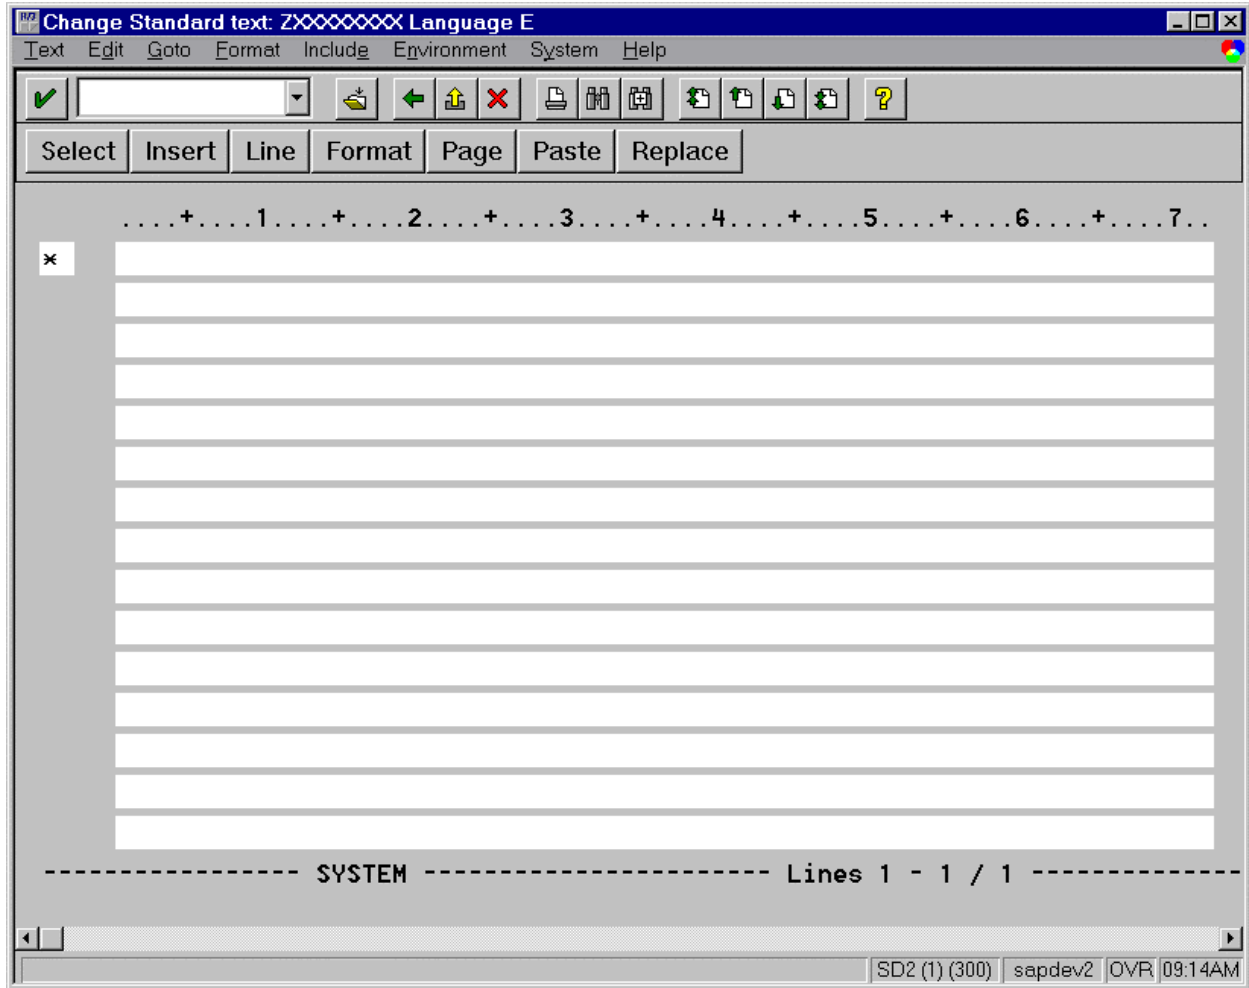 Change Standard text: ZXXXXXXXX Language E
Text Edit Goto Format Include Environment System Help
Select Insert Line Format Page Paste Replace
....+....1....+....2....+....3....+....4....+....5....+....6....+....7..
*
----------------- SYSTEM ----------------------- Lines 1 - 1 / 1 --------------
SD2 (1) (300) sapdev2 OVR 09:14AM